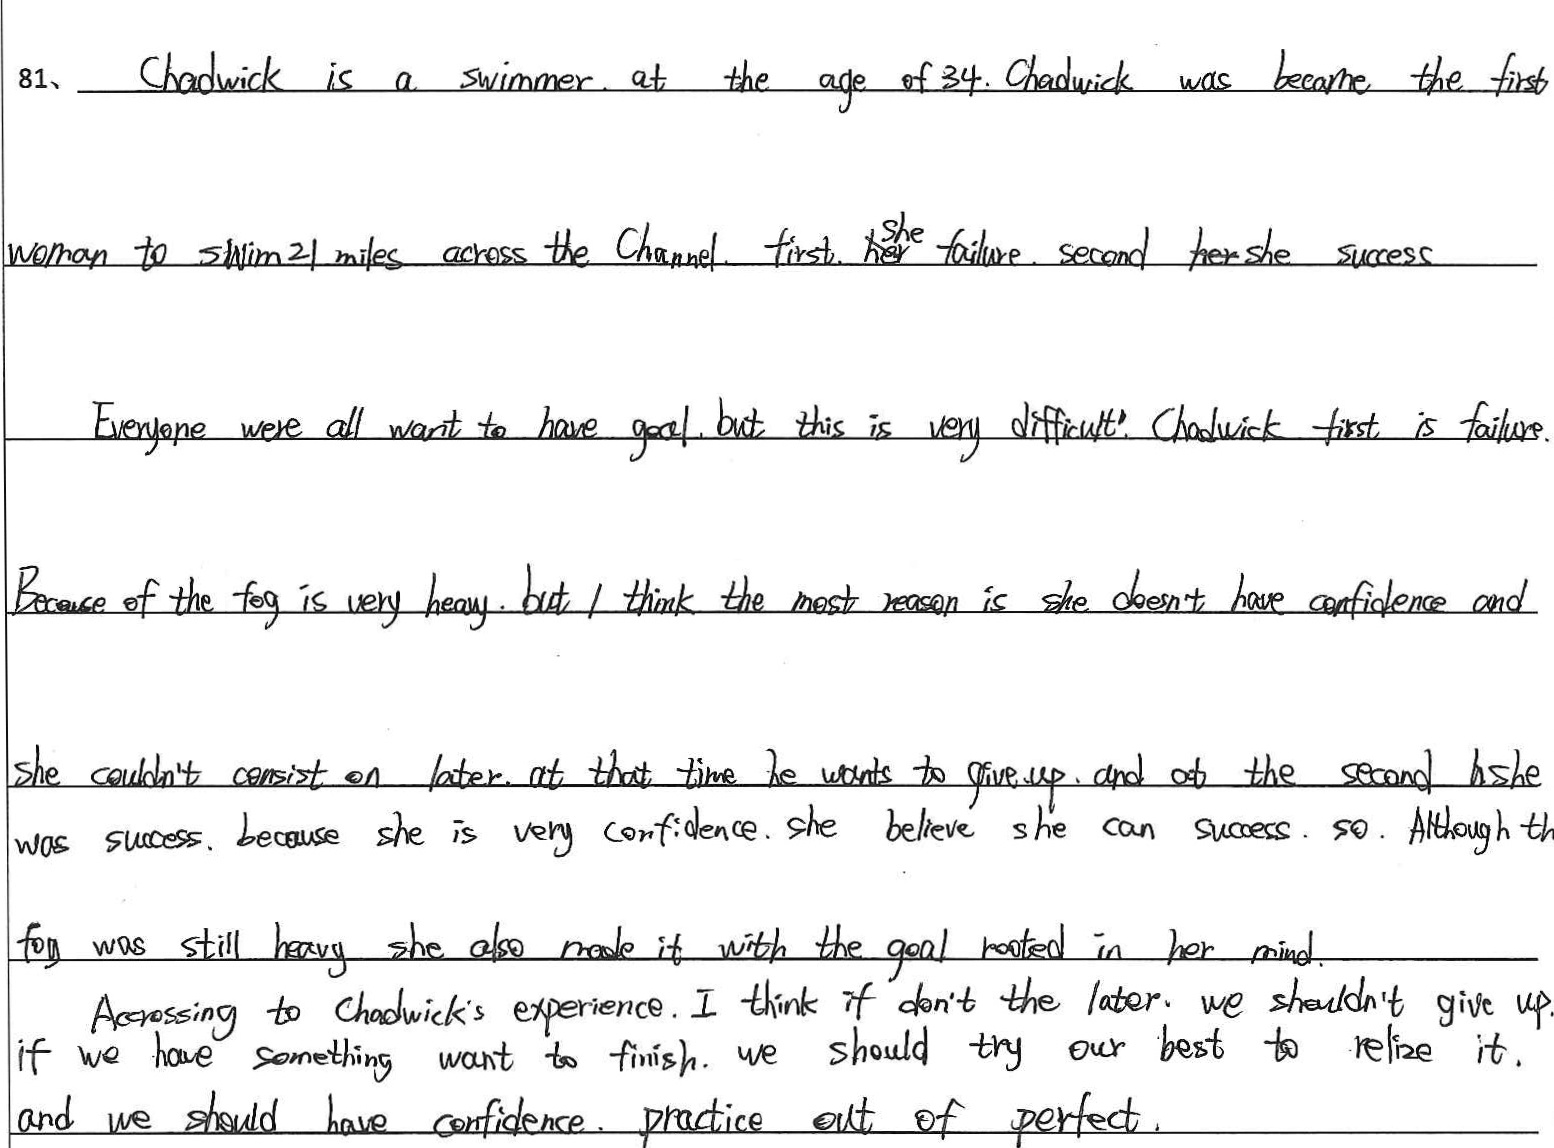 81、 Chadwick is a swimmer. at the age of 34. Chadwick was became the first
woman to swim 21 miles across the Channel. first. her she failure. second her she success
Everyone were all want to have goal. but this is very difficult. Chadwick first is failure.
Because of the fog is very heavy. but I think the most reason is she doesn't have confidence and
she couldn't consist on later. at that time he wants to give up. and at the second hshe
was success. because she is very confidence. she believe she can success. so. Although th
fog was still heavy she also made it with the goal rooted in her mind.
Accrossing to Chadwick's experience. I think if don't the later. we shouldn't give up.
if we have something want to finish. we should try our best to relize it.
and we should have confidence. practice out of perfect.